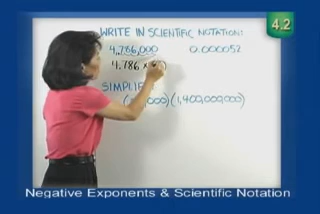 4.2
WRITE IN SCIENTIFIC NOTATION:
4,786,000 0.000052
4.786 ×
SIMPLIFY
000)(1,400,000,000)
Negative Exponents & Scientific Notation